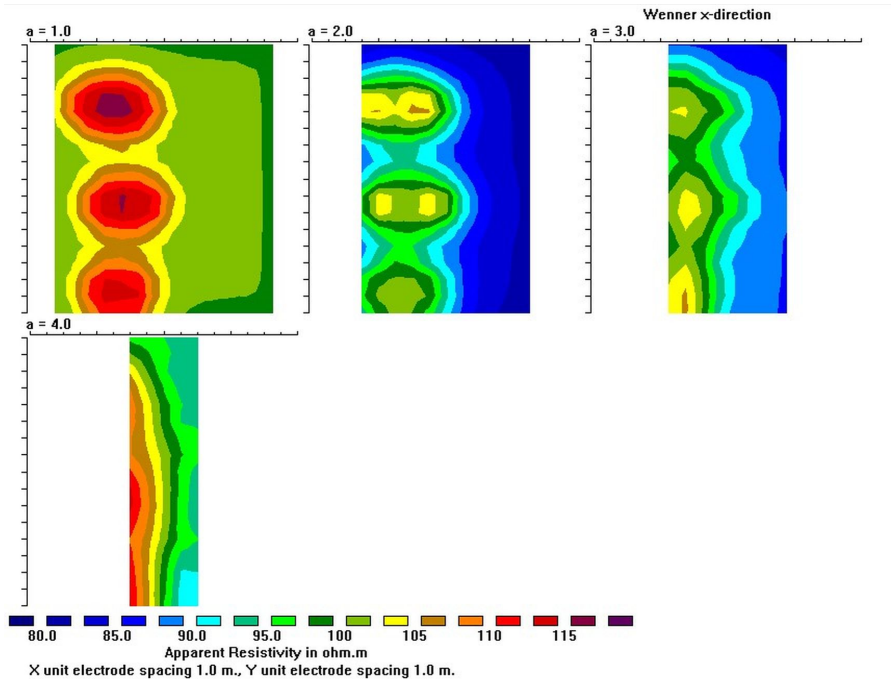 Wenner x-direction
a = 1.0
a = 2.0
a = 3.0
a = 4.0
80.0 85.0 90.0 95.0 100 105 110 115
Apparent Resistivity in ohm.m
X unit electrode spacing 1.0 m., Y unit electrode spacing 1.0 m.